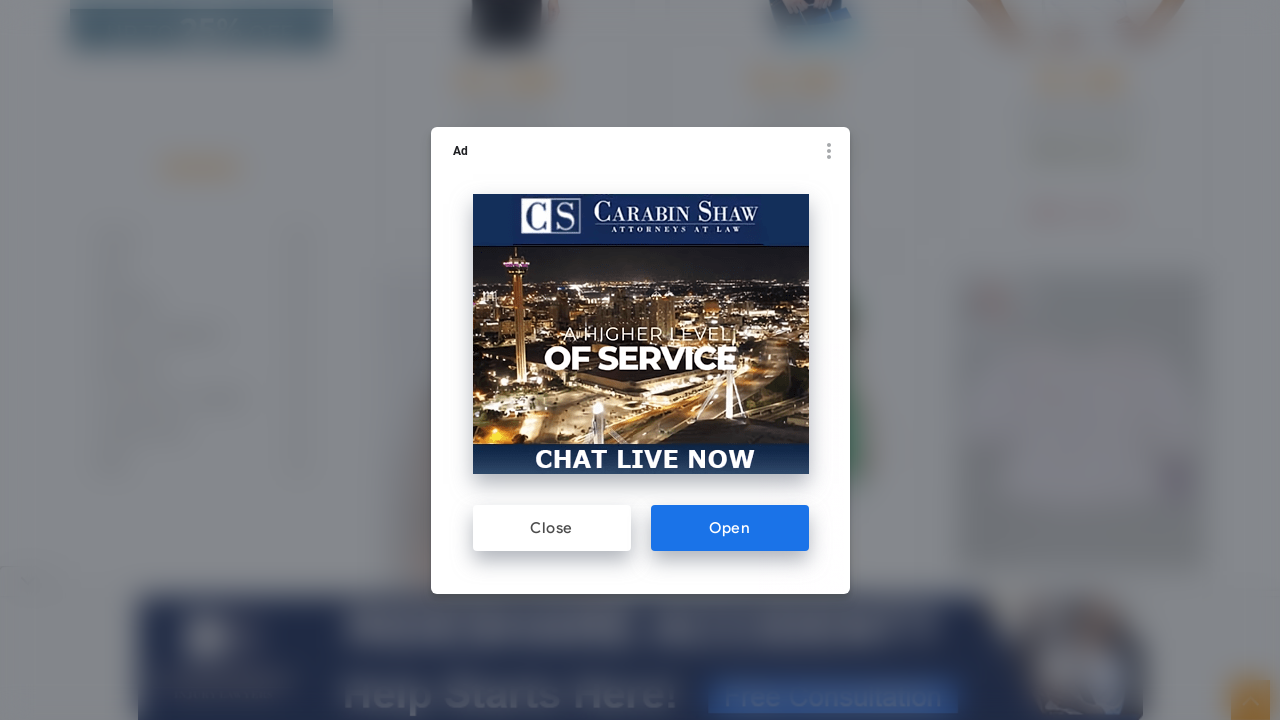 Ad
CS CARABIN SHAW
ATTORNEYS AT LAW
A HIGHER LEVEL
OF SERVICE
CHAT LIVE NOW
Close
Open
Help Starts Here!
Free Consultation